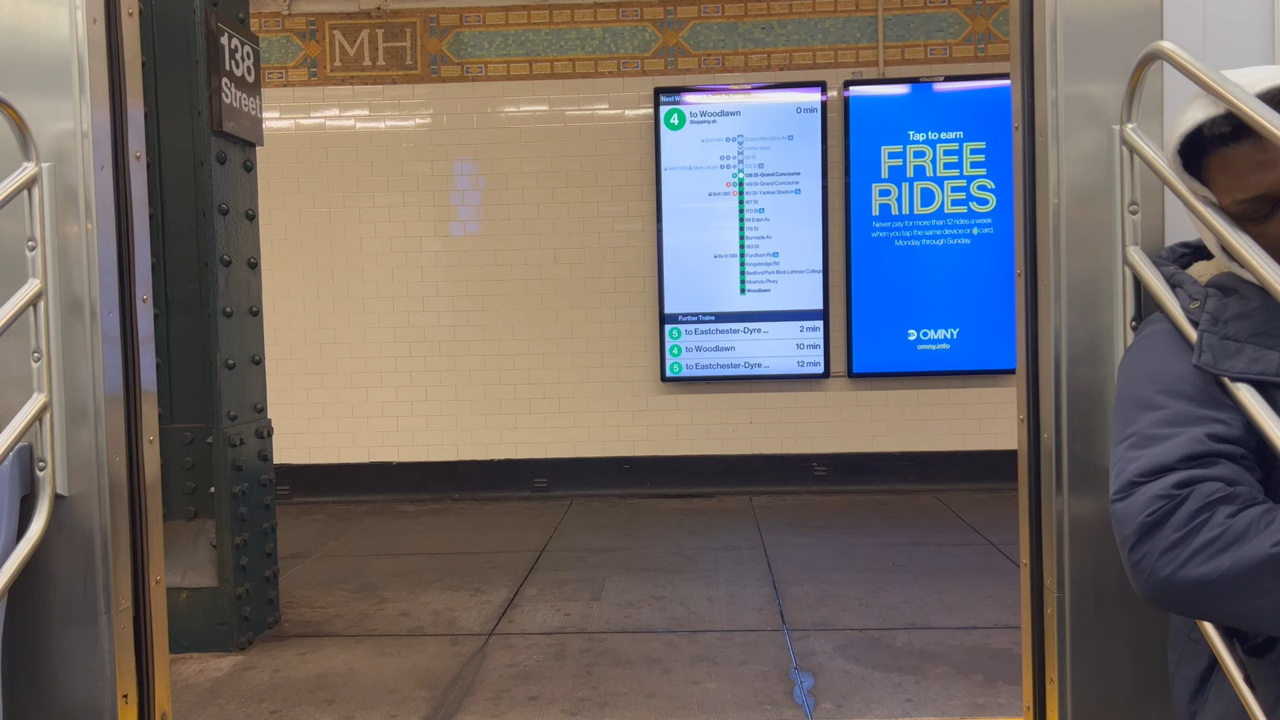 138
Street
MH
4
to Woodlawn
0 min
Stopping at:
138 St-Grand Concourse
149 St-Grand Concourse
161 St-Yankee Stadium
167 St
170 St
Mt Eden Av
176 St
Burnside Av
183 St
Bx12 SBS
Fordham Rd
Kingsbridge Rd
Bedford Park Blvd-Lehman College
Mosholu Pkwy
Woodlawn
Further Trains
5 to Eastchester-Dyre ... 2 min
4 to Woodlawn 10 min
5 to Eastchester-Dyre ... 12 min
Tap to earn
FREE
RIDES
Never pay for more than 12 rides a week
when you tap the same device or card,
Monday through Sunday.
OMNY
omny.info